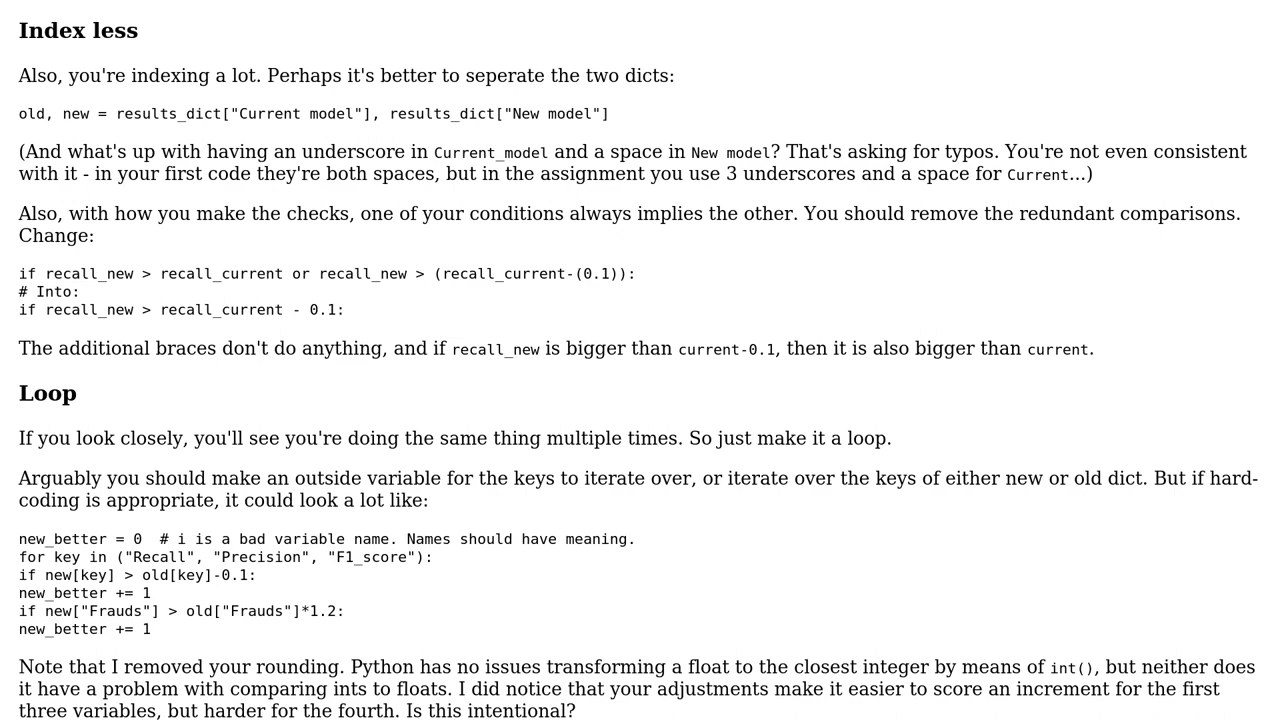 Index less
Also, you're indexing a lot. Perhaps it's better to seperate the two dicts:
old, new = results_dict["Current model"], results_dict["New model"]
(And what's up with having an underscore in Current_model and a space in New model? That's asking for typos. You're not even consistent
with it - in your first code they're both spaces, but in the assignment you use 3 underscores and a space for Current...)
Also, with how you make the checks, one of your conditions always implies the other. You should remove the redundant comparisons.
Change:
if recall_new > recall_current or recall_new > (recall_current-(0.1)):
# Into:
if recall_new > recall_current - 0.1:
The additional braces don't do anything, and if recall_new is bigger than current-0.1, then it is also bigger than current.
Loop
If you look closely, you'll see you're doing the same thing multiple times. So just make it a loop.
Arguably you should make an outside variable for the keys to iterate over, or iterate over the keys of either new or old dict. But if hard-
coding is appropriate, it could look a lot like:
new_better = 0  # i is a bad variable name. Names should have meaning.
for key in ("Recall", "Precision", "F1_score"):
if new[key] > old[key]-0.1:
new_better += 1
if new["Frauds"] > old["Frauds"]*1.2:
new_better += 1
Note that I removed your rounding. Python has no issues transforming a float to the closest integer by means of int(), but neither does
it have a problem with comparing ints to floats. I did notice that your adjustments make it easier to score an increment for the first
three variables, but harder for the fourth. Is this intentional?